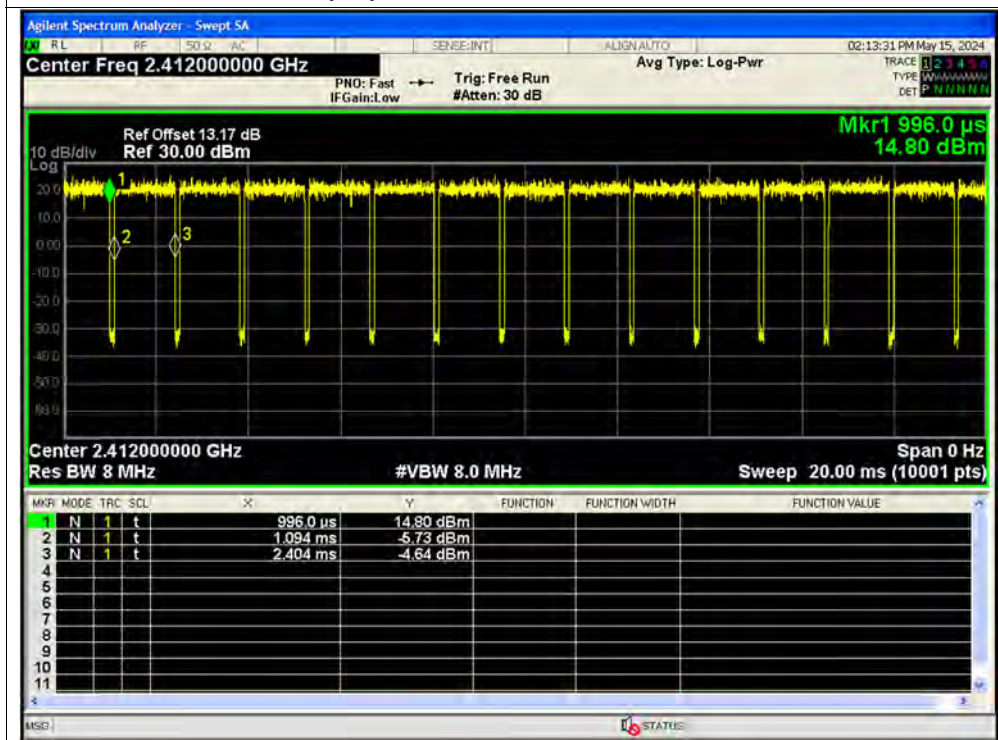 Agilent Spectrum Analyzer - Swept SA
RL RF 50 Ω AC SENSE:INT ALIGN AUTO 02:13:31 PM May 15, 2024
Center Freq 2.412000000 GHz
PNO: Fast
IFGain:Low
Trig: Free Run
#Atten: 30 dB
Avg Type: Log-Pwr
TRACE 1 2 3 4 5 6
TYPE W
DET P N N N N N
Mkr1 996.0 µs
14.80 dBm
Ref Offset 13.17 dB
10 dB/div Ref 30.00 dBm
Log
20.0
10.0
0.00
-10.0
-20.0
-30.0
-40.0
-50.0
-60.0
1
2
3
Center 2.412000000 GHz Span 0 Hz
Res BW 8 MHz #VBW 8.0 MHz Sweep 20.00 ms (10001 pts)
MKR MODE TRC SCL X Y FUNCTION FUNCTION WIDTH FUNCTION VALUE
1 N 1 t 996.0 µs 14.80 dBm
2 N 1 t 1.094 ms -5.73 dBm
3 N 1 t 2.404 ms -4.64 dBm
4
5
6
7
8
9
10
11
MSG STATUS